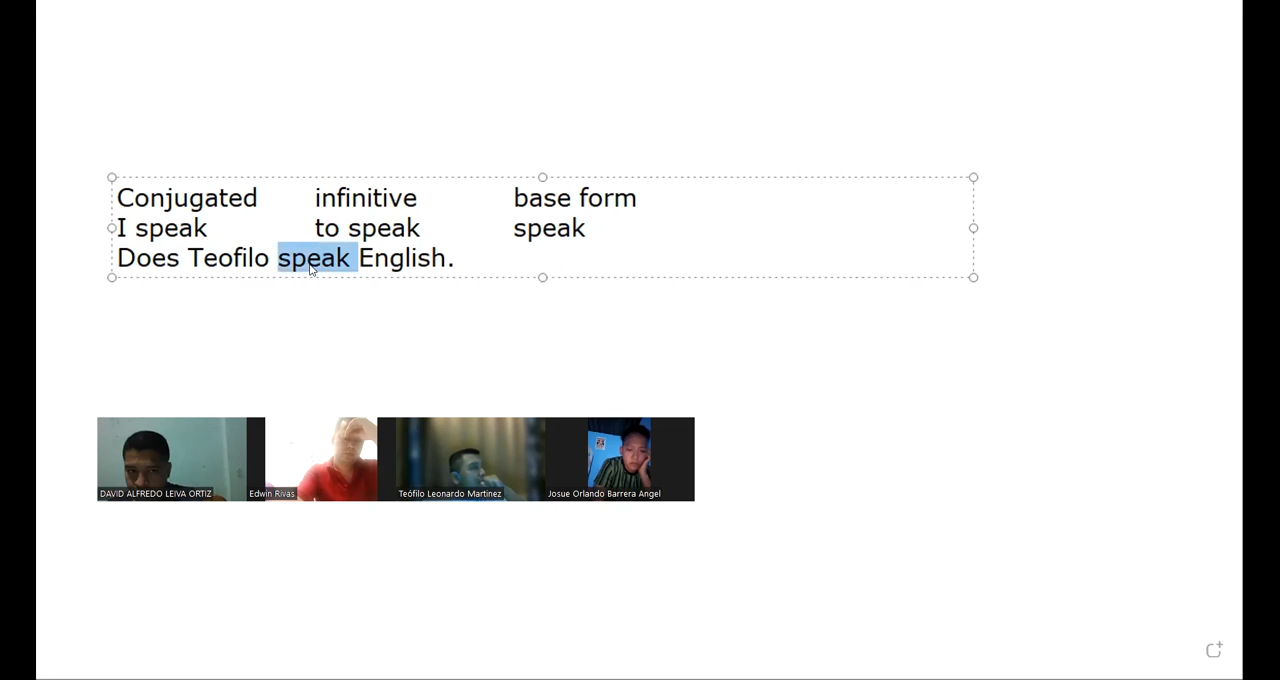 Conjugated infinitive base form
I speak to speak speak
Does Teofilo speak English.
DAVID ALFREDO LEIVA ORTIZ Edwin Rivas Teófilo Leonardo Martinez Josue Orlando Barrera Angel